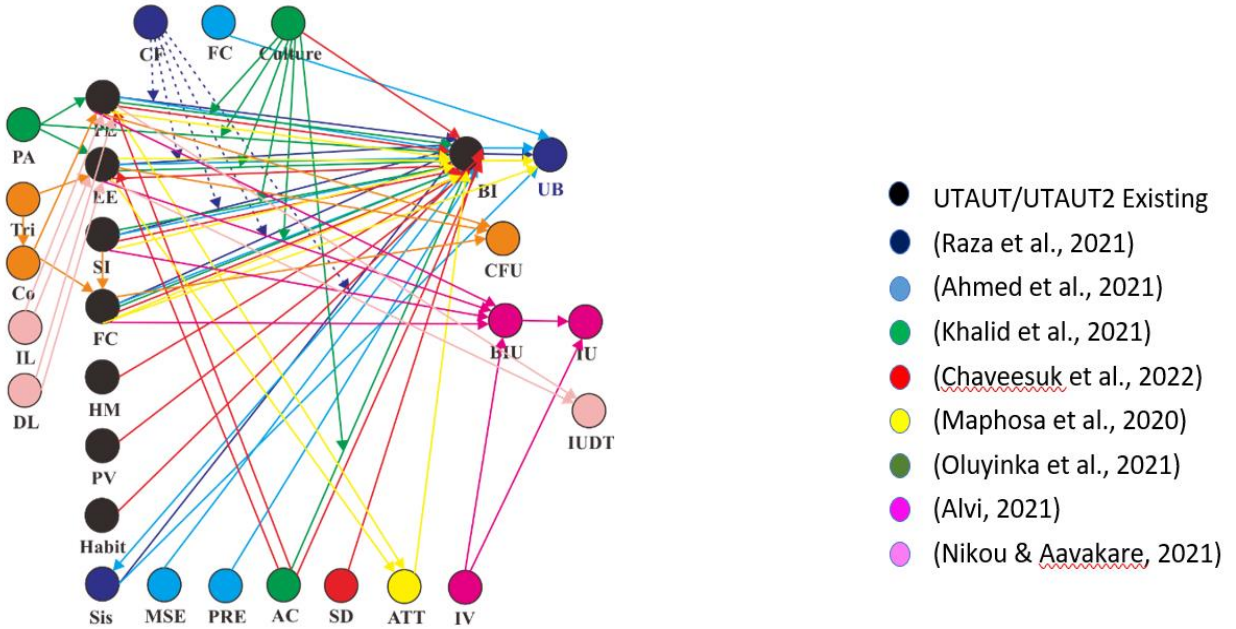 CF FC Culture
PE
PA
EE
BI UB
Tri
SI
CFU
Co
FC
IL
BIU IU
HM
DL
IUDT
PV
Habit
Sis MSE PRE AC SD ATT IV
UTAUT/UTAUT2 Existing
(Raza et al., 2021)
(Ahmed et al., 2021)
(Khalid et al., 2021)
(Chaveesuk et al., 2022)
(Maphosa et al., 2020)
(Oluyinka et al., 2021)
(Alvi, 2021)
(Nikou & Aavakare, 2021)